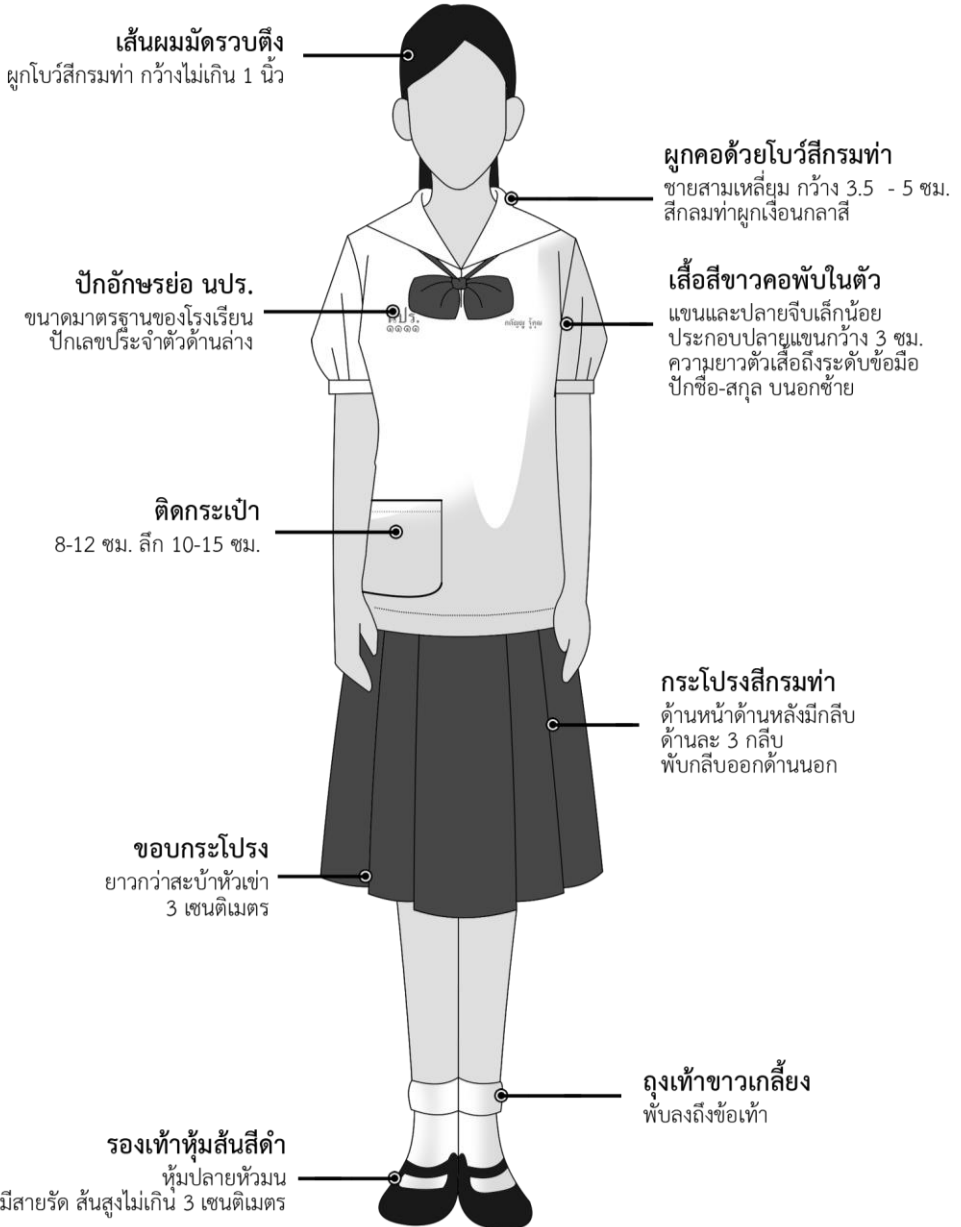 เส้นผมมัดรวบตึง
ผูกโบว์สีกรมท่า กว้างไม่เกิน 1 นิ้ว
ผูกคอด้วยโบว์สีกรมท่า
ชายสามเหลี่ยม กว้าง 3.5 - 5 ซม.
สีกลมท่าผูกเงื่อนกลาสี
ปักอักษรย่อ นปร.
ขนาดมาตรฐานของโรงเรียน
ปักเลขประจำตัวด้านล่าง
เสื้อสีขาวคอพับในตัว
แขนและปลายจีบเล็กน้อย
ประกอบปลายแขนกว้าง 3 ซม.
ความยาวตัวเสื้อถึงระดับข้อมือ
ปักชื่อ-สกุล บนอกซ้าย
๑๑๑๑
ติดกระเป๋า
8-12 ซม. ลึก 10-15 ซม.
กระโปรงสีกรมท่า
ด้านหน้าด้านหลังมีกลีบ
ด้านละ 3 กลีบ
พับกลีบออกด้านนอก
ขอบกระโปรง
ยาวกว่าสะบ้าหัวเข่า
3 เซนติเมตร
ถุงเท้าขาวเกลี้ยง
พับลงถึงข้อเท้า
รองเท้าหุ้มส้นสีดำ
หุ้มปลายหัวมน
มีสายรัด ส้นสูงไม่เกิน 3 เซนติเมตร